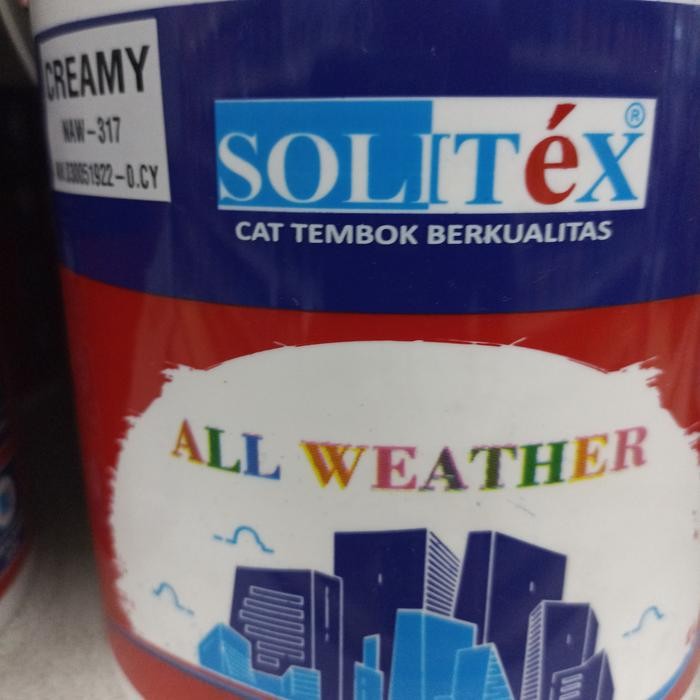 CREAMY
NAW-317
SOLITéX®
CAT TEMBOK BERKUALITAS
ALL WEATHER